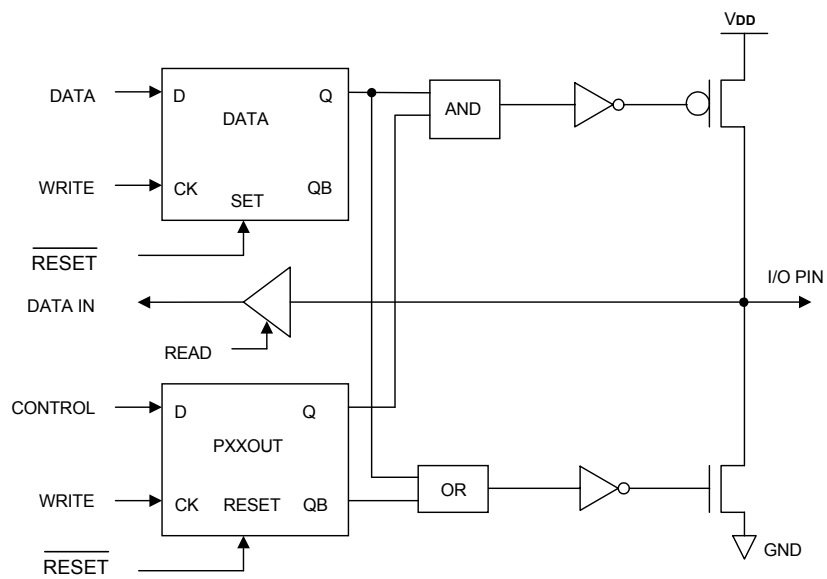 VDD
DATA
D
Q
DATA
AND
WRITE
CK
QB
SET
RESET
I/O PIN
DATA IN
READ
CONTROL
D
Q
PXXOUT
OR
WRITE
CK
RESET
QB
RESET
GND